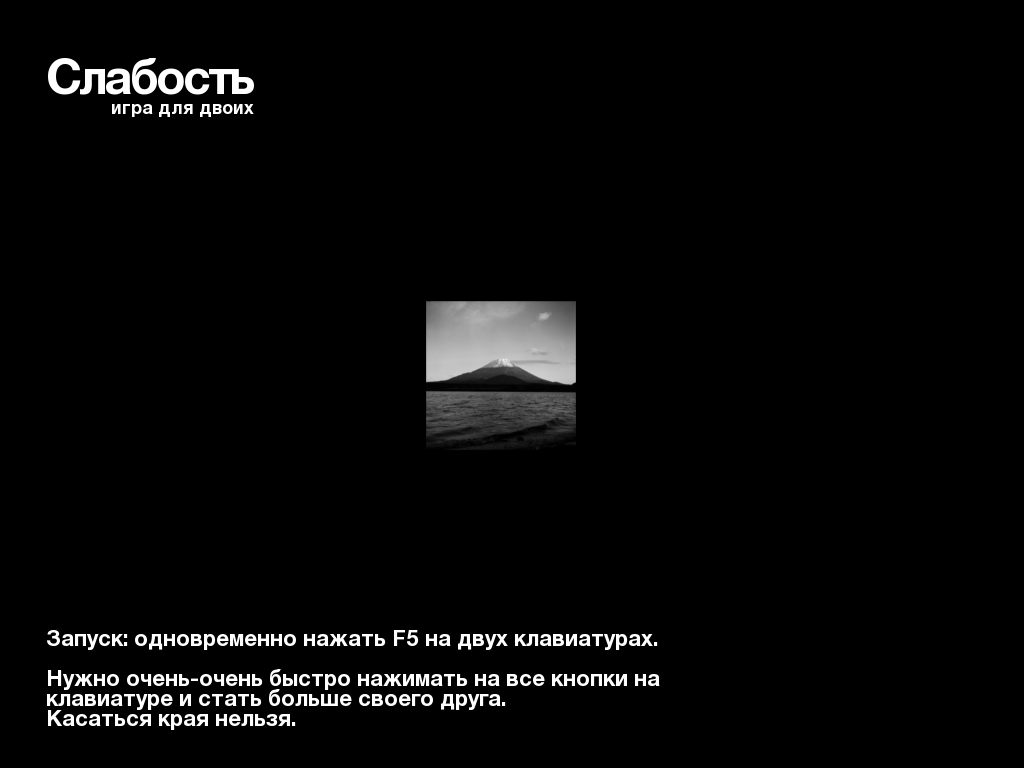 Слабость
игра для двоих
Запуск: одновременно нажать F5 на двух клавиатурах.
Нужно очень-очень быстро нажимать на все кнопки на
клавиатуре и стать больше своего друга.
Касаться края нельзя.